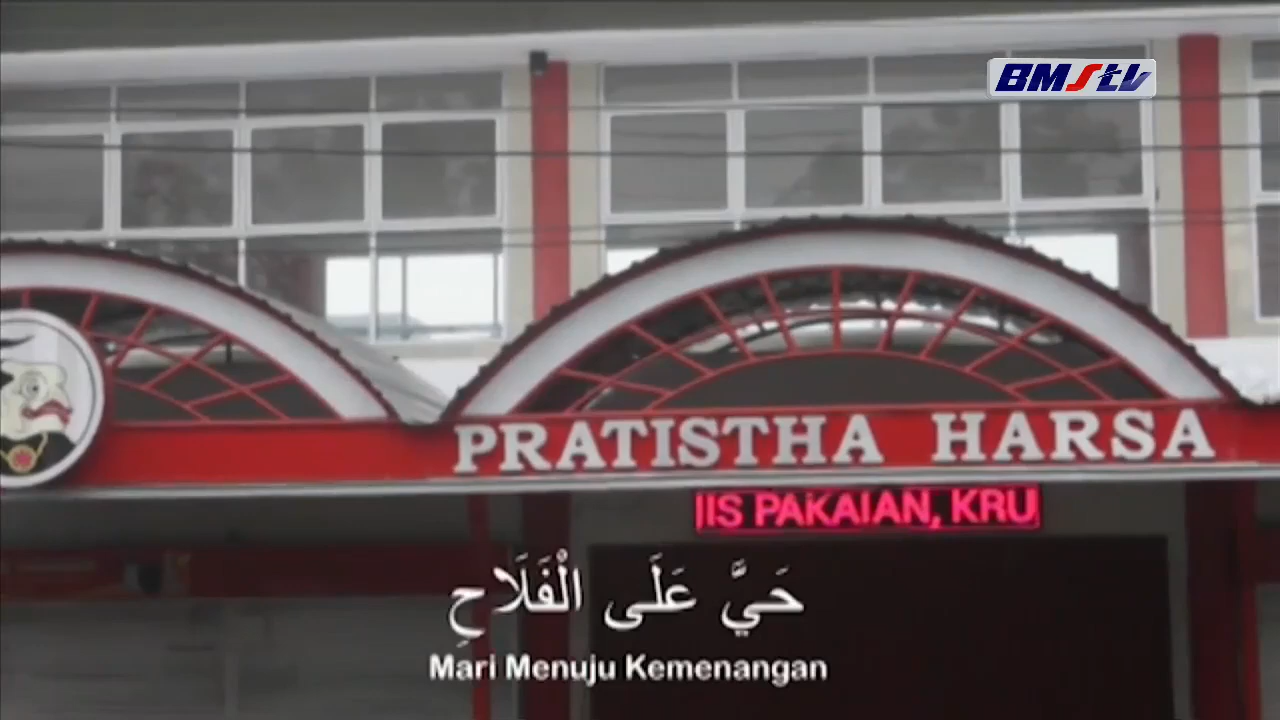 BMStv
PRATISTHA HARSA
IIS PAKAIAN, KRU
حَيَّ عَلَى الْفَلَاحِ
Mari Menuju Kemenangan